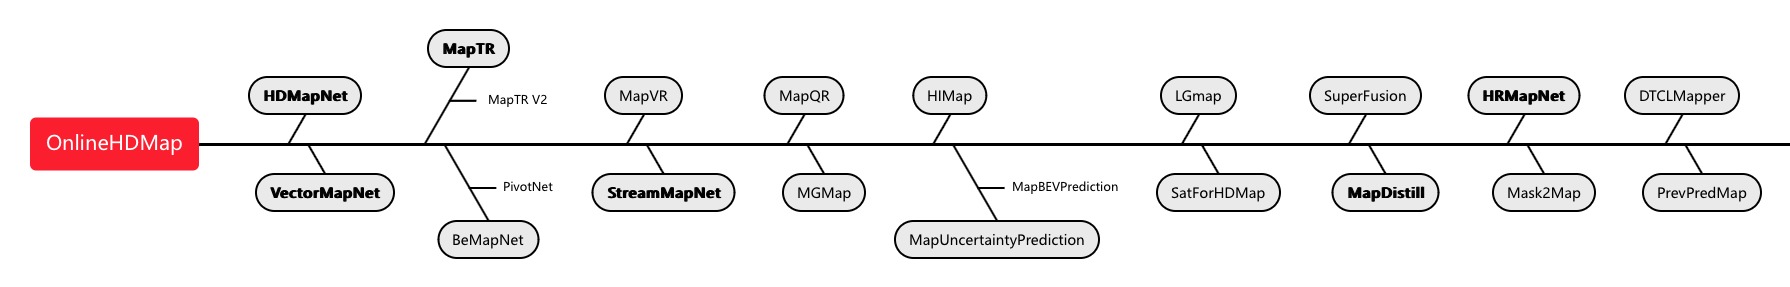 MapTR
HDMapNet
MapTR V2
MapVR
MapQR
HIMap
LGmap
SuperFusion
HRMapNet
DTCLMapper
OnlineHDMap
VectorMapNet
PivotNet
StreamMapNet
MGMap
MapBEVPrediction
SatForHDMap
MapDistill
Mask2Map
PrevPredMap
BeMapNet
MapUncertaintyPrediction